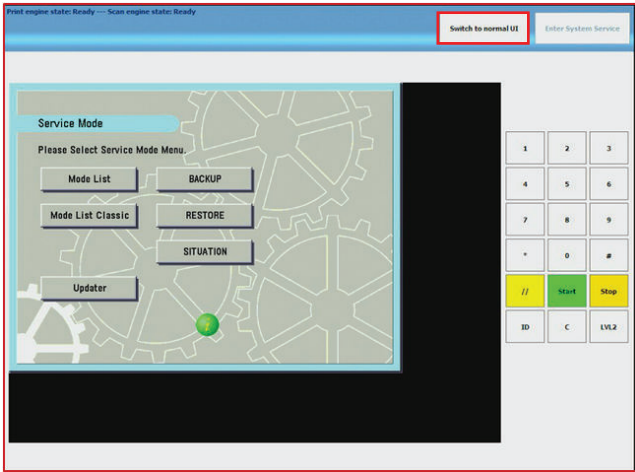 Print engine state: Ready --- Scan engine state: Ready
Switch to normal UI
Enter System Service
Service Mode
Please Select Service Mode Menu.
Mode List
BACKUP
Mode List Classic
RESTORE
SITUATION
Updater
1 2 3
4 5 6
7 8 9
* 0 #
// Start Stop
ID C LVL2